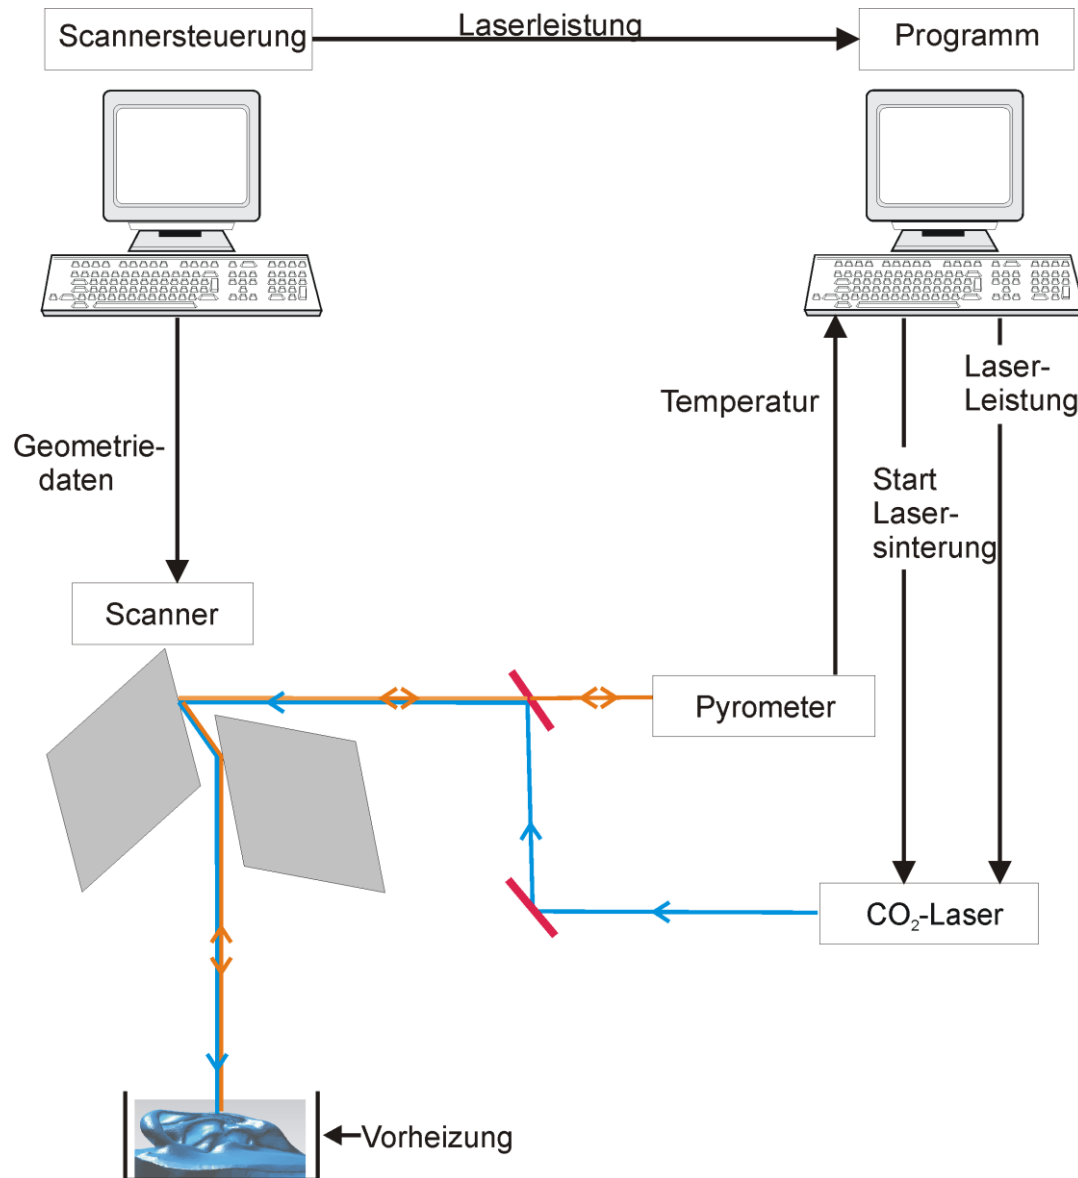 Scannersteuerung
Laserleistung
Programm
Laser-
Leistung
Temperatur
Geometrie-
daten
Start
Laser-
sinterung
Scanner
Pyrometer
CO₂-Laser
Vorheizung